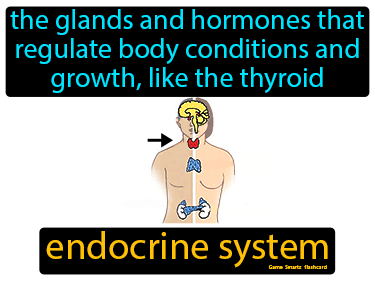 the glands and hormones that
regulate body conditions and
growth, like the thyroid
endocrine system
Game Smartz flashcard